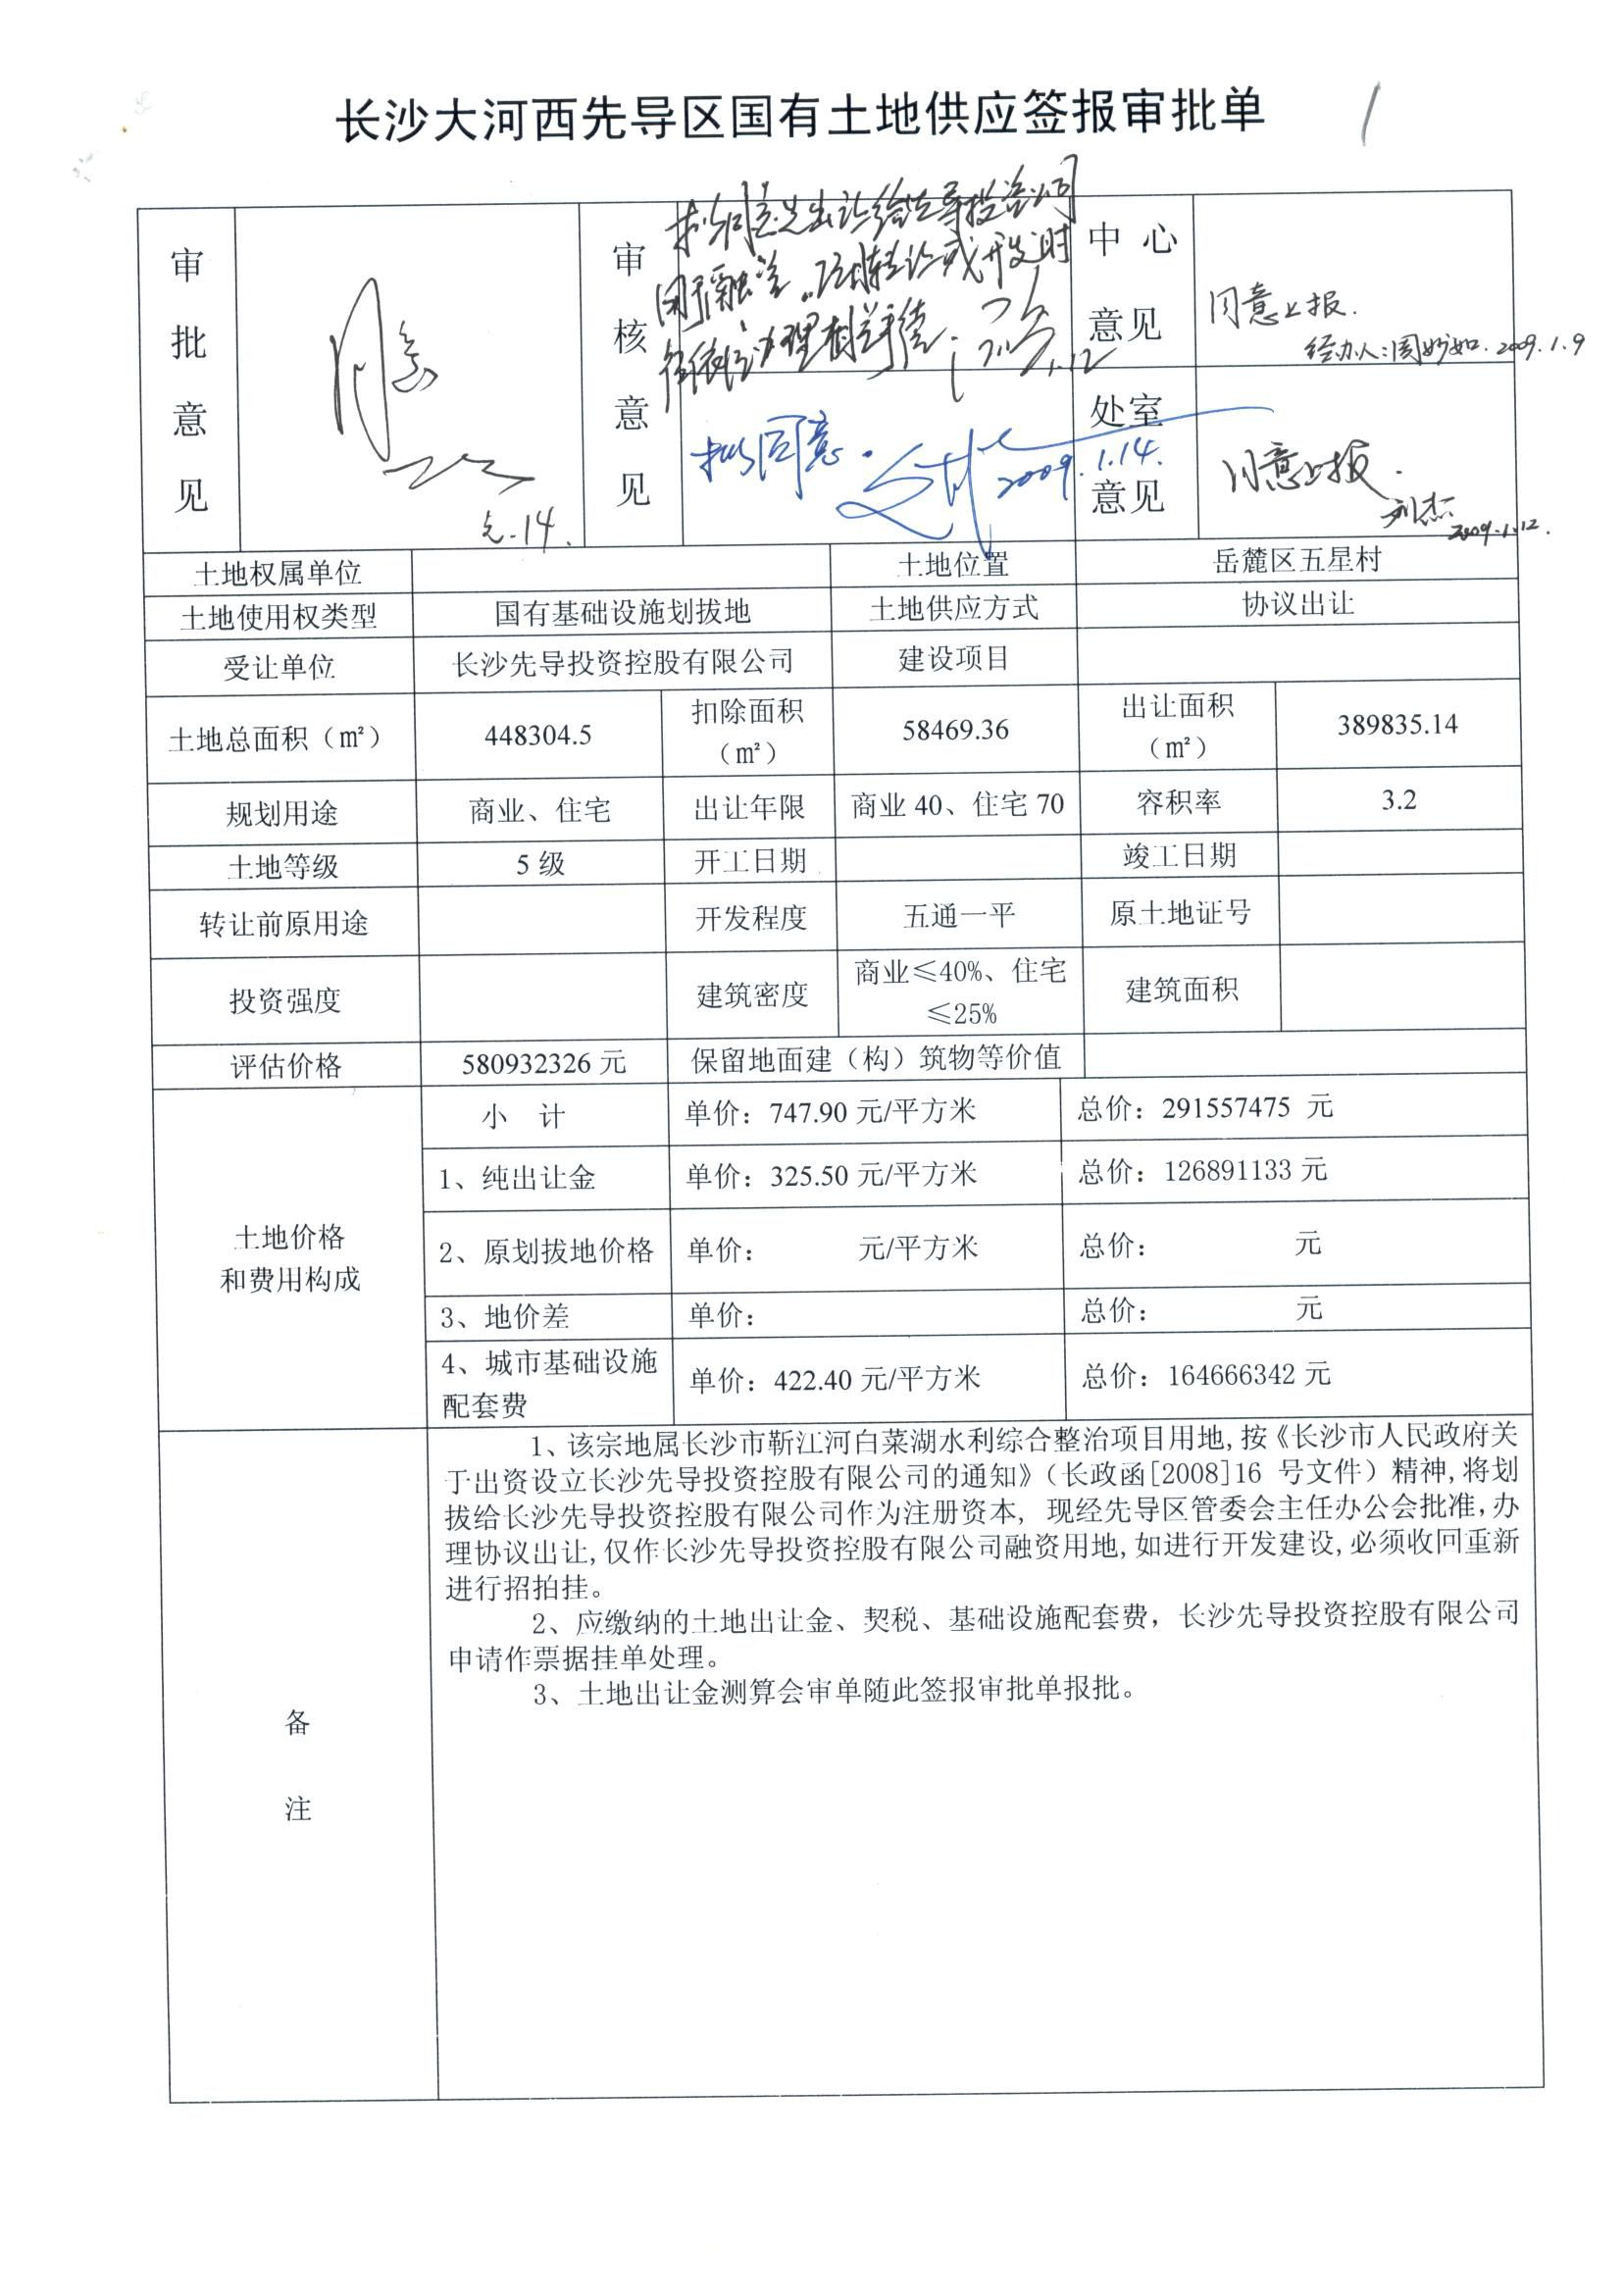 长沙大河西先导区国有土地供应签报审批单
审批意见
同意
审核意见
拟同意先出让给先导投资公司
用于融资。
1.12
拟同意.
2009.1.14.
中心意见
同意上报.
经办人:周妙如.2009.1.9
处室意见
同意上报.
刘杰
2009.1.12.
土地权属单位 土地位置 岳麓区五星村
土地使用权类型 国有基础设施划拨地 土地供应方式 协议出让
受让单位 长沙先导投资控股有限公司 建设项目
土地总面积（㎡） 448304.5 扣除面积（㎡） 58469.36 出让面积（㎡） 389835.14
规划用途 商业、住宅 出让年限 商业 40、住宅 70 容积率 3.2
土地等级 5 级 开工日期 竣工日期
转让前原用途 开发程度 五通一平 原土地证号
投资强度 建筑密度 商业≤40%、住宅≤25% 建筑面积
评估价格 580932326 元 保留地面建（构）筑物等价值
土地价格
和费用构成
小 计 单价：747.90 元/平方米 总价：291557475 元
1、纯出让金 单价：325.50 元/平方米 总价：126891133 元
2、原划拨地价格 单价： 元/平方米 总价： 元
3、地价差 单价： 总价： 元
4、城市基础设施配套费 单价：422.40 元/平方米 总价：164666342 元
备注
1、该宗地属长沙市靳江河白菜湖水利综合整治项目用地,按《长沙市人民政府关
于出资设立长沙先导投资控股有限公司的通知》（长政函[2008]16 号文件）精神,将划
拨给长沙先导投资控股有限公司作为注册资本, 现经先导区管委会主任办公会批准,办
理协议出让,仅作长沙先导投资控股有限公司融资用地,如进行开发建设,必须收回重新
进行招拍挂。
2、应缴纳的土地出让金、契税、基础设施配套费，长沙先导投资控股有限公司
申请作票据挂单处理。
3、土地出让金测算会审单随此签报审批单报批。